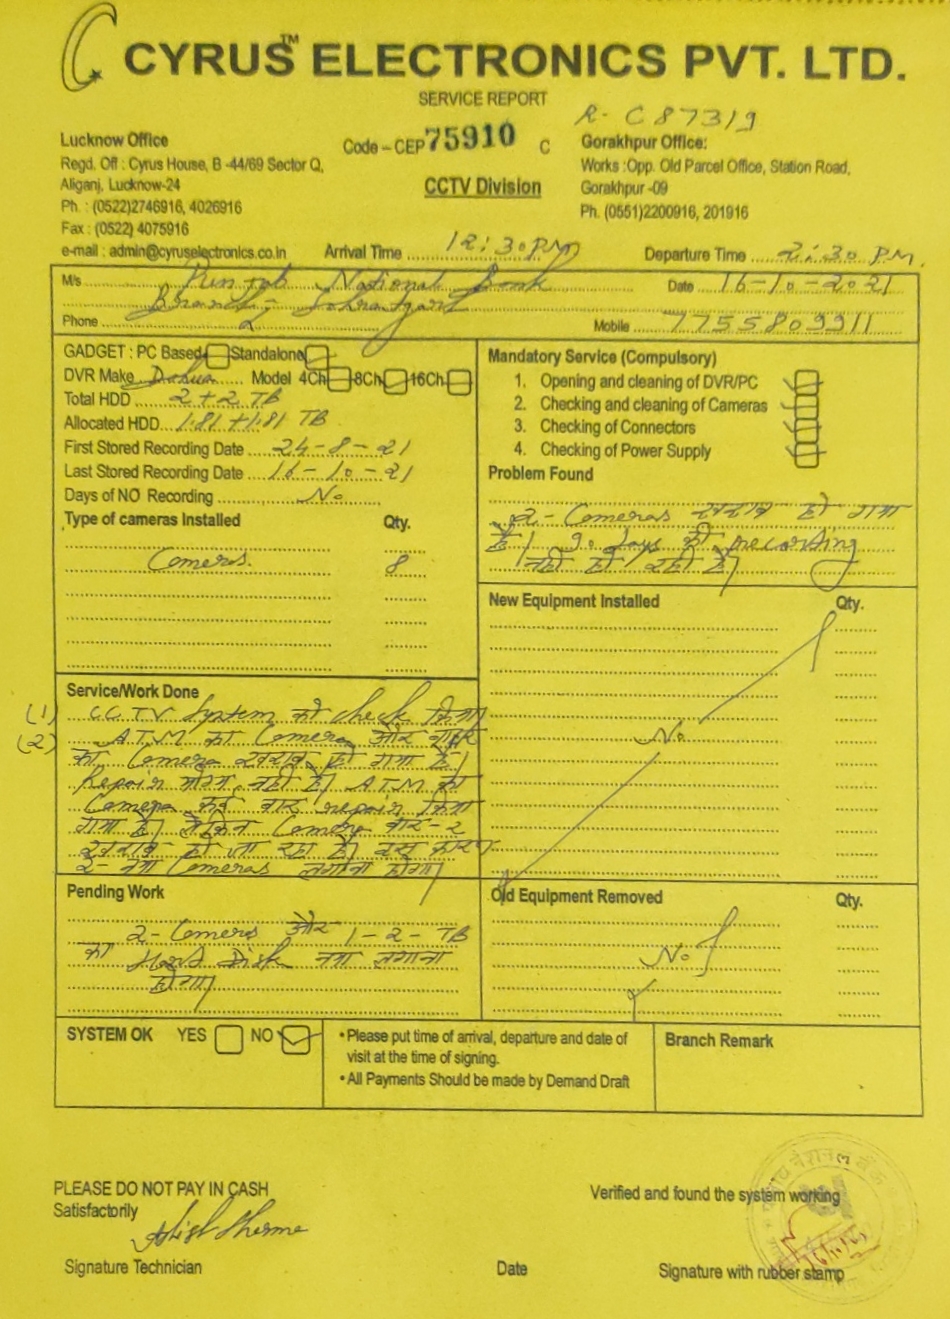 CYRUS™ ELECTRONICS PVT. LTD.
SERVICE REPORT
R- C 87319
Lucknow Office
Regd. Off : Cyrus House, B -44/69 Sector Q,
Aliganj, Lucknow-24
Ph. : (0522)2746916, 4026916
Fax : (0522) 4075916
e-mail : admin@cyruselectronics.co.in
Code – CEP 75910 C
CCTV Division
Gorakhpur Office:
Works :Opp. Old Parcel Office, Station Road,
Gorakhpur -09
Ph. (0551)2200916, 201916
Arrival Time 12:30 PM
Departure Time 2:30 PM.
M/s Punjab National Bank
Branch- Sohratgarh
Date 16-10-2021
Phone
Mobile 7755809911
GADGET : PC Based Standalone
DVR Make Dahua Model 4Ch 8Ch 16Ch
Total HDD 2+2 TB
Allocated HDD 1.81+1.81 TB
First Stored Recording Date 24-8-21
Last Stored Recording Date 16-10-21
Days of NO Recording No
Type of cameras Installed Qty.
Camera. 8
Mandatory Service (Compulsory)
1. Opening and cleaning of DVR/PC
2. Checking and cleaning of Cameras
3. Checking of Connectors
4. Checking of Power Supply
Problem Found
2- Cameras खराब हो गया
है। 90 days की recording
नही हो रही है।
New Equipment Installed Qty.
No
Service/Work Done
(1) CCTV System को check किया
(2) ATM का Camera और बाहर
का Camera खराब हो गया है।
Repair योग्य नही है। ATM का
Camera कई बार repair किया
गया है। लेकिन Camera बार-2
खराब हो जा रहा है। इस कारण
2- नया Cameras लगाना होगा।
Pending Work
2- Camera और 1-2-TB
का Hard Disk नया लगाना
होगा।
Old Equipment Removed Qty.
No
SYSTEM OK YES NO
• Please put time of arrival, departure and date of
visit at the time of signing.
• All Payments Should be made by Demand Draft
Branch Remark
PLEASE DO NOT PAY IN CASH
Satisfactorily
Signature Technician
Date
Verified and found the system working
Signature with rubber stamp